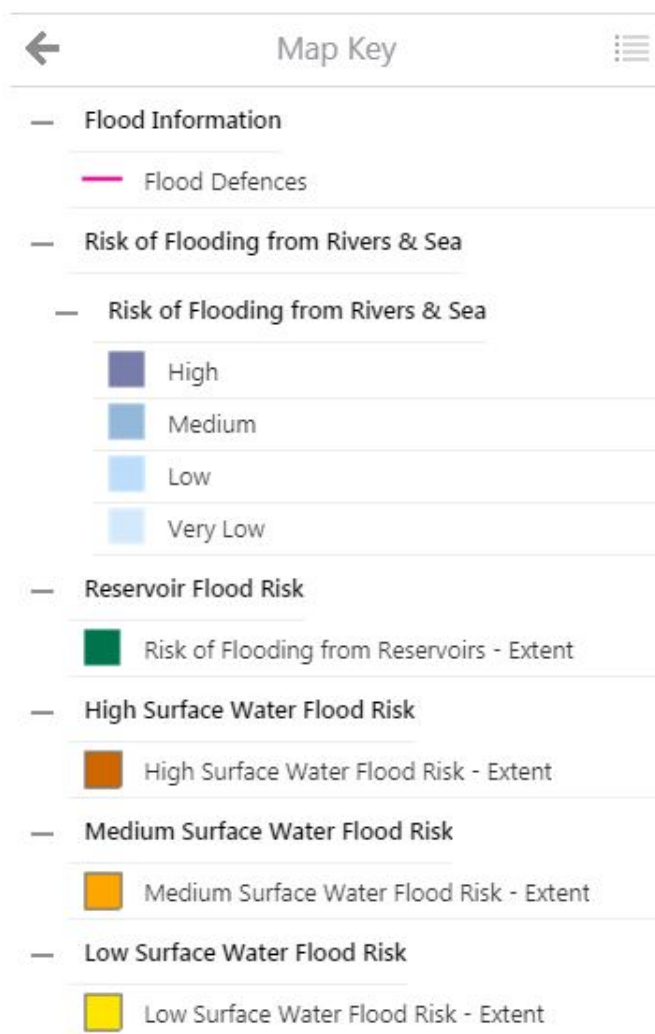 Map Key
Flood Information
Flood Defences
Risk of Flooding from Rivers & Sea
Risk of Flooding from Rivers & Sea
High
Medium
Low
Very Low
Reservoir Flood Risk
Risk of Flooding from Reservoirs - Extent
High Surface Water Flood Risk
High Surface Water Flood Risk - Extent
Medium Surface Water Flood Risk
Medium Surface Water Flood Risk - Extent
Low Surface Water Flood Risk
Low Surface Water Flood Risk - Extent